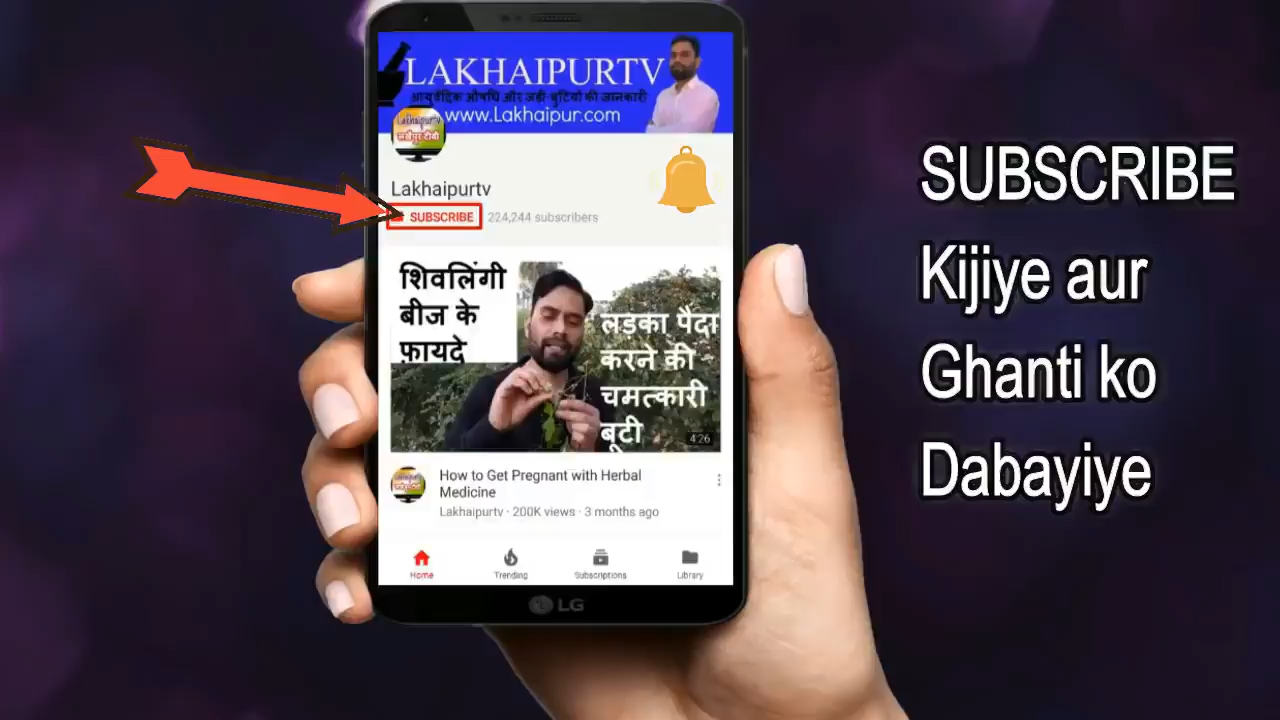 LAKHAIPURTV
आयुर्वेदिक औषधि और जड़ी-बूटियों की जानकारी
www.Lakhaipur.com
Lakhaipurtv
Lakhaipurtv
SUBSCRIBE 224,244 subscribers
शिवलिंगी
बीज के
फ़ायदे
लड़का पैदा
करने की
चमत्कारी
बूटी
4:26
How to Get Pregnant with Herbal
Medicine
Lakhaipurtv · 200K views · 3 months ago
Home Trending Subscriptions Library
LG
SUBSCRIBE
Kijiye aur
Ghanti ko
Dabayiye